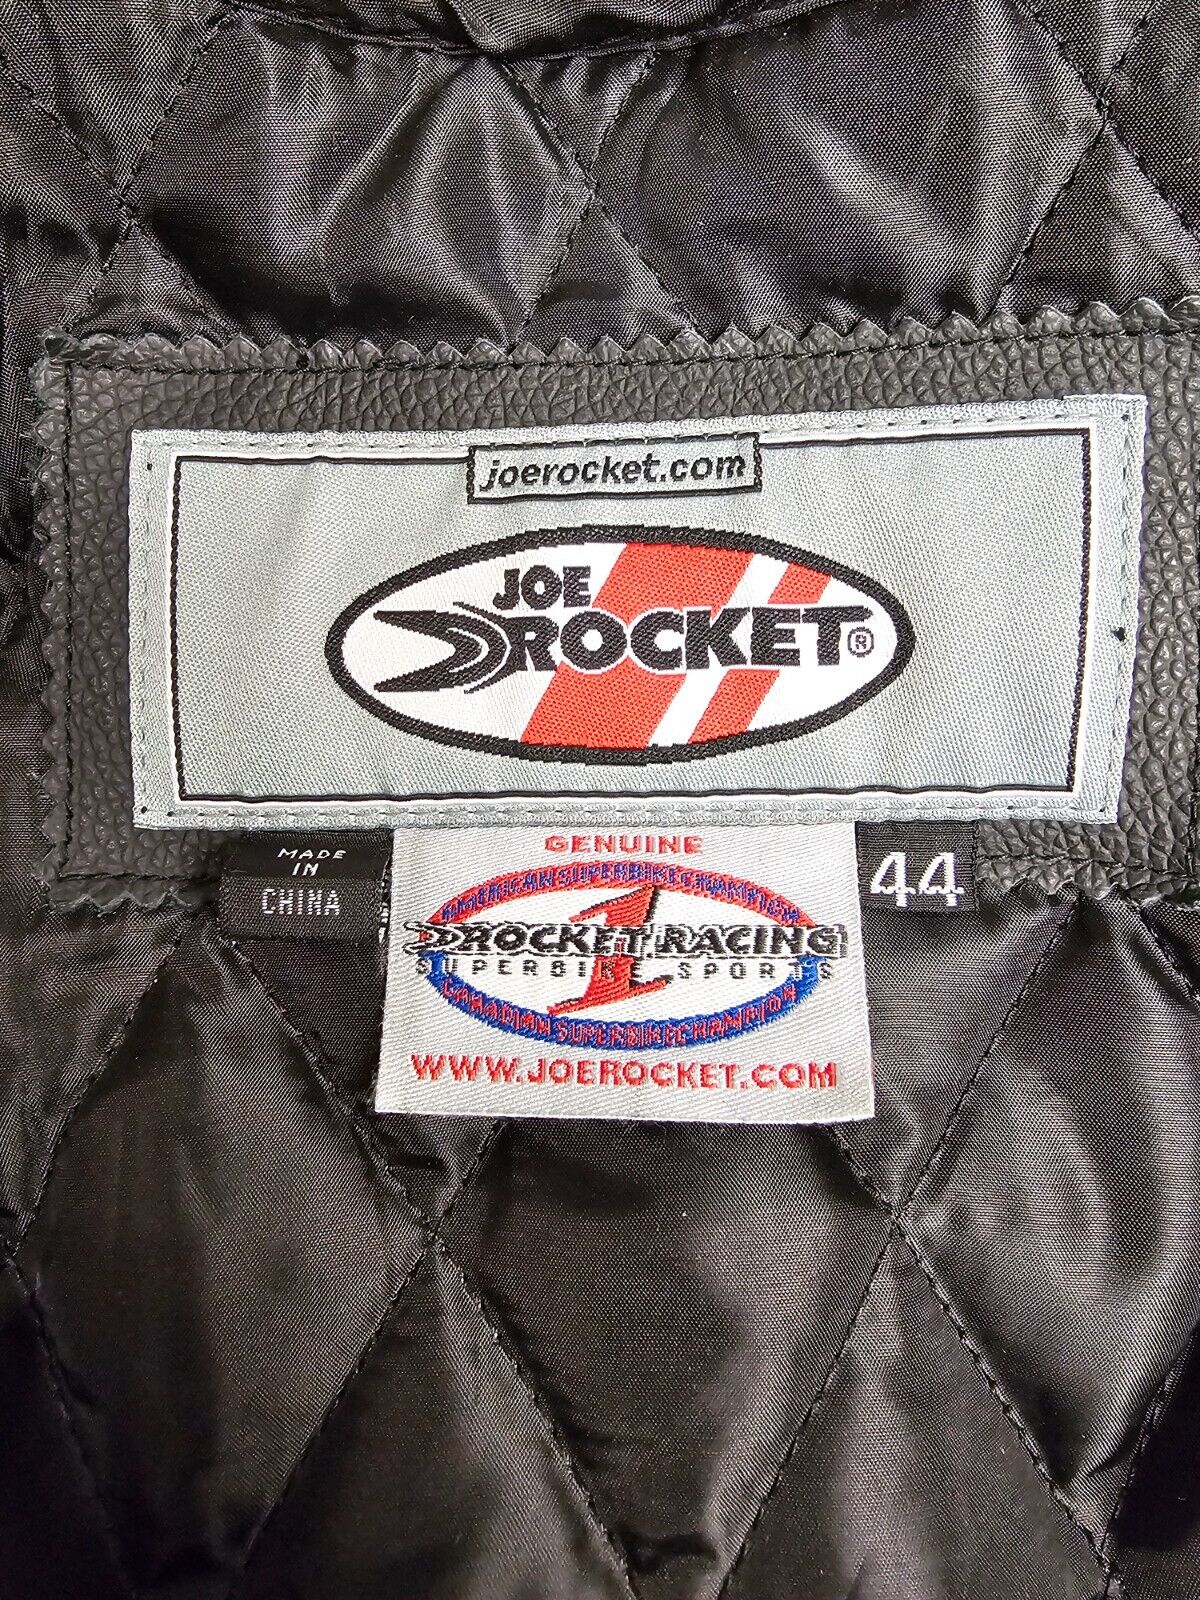 joerocket.com
JOE
ROCKET®
MADE
IN
CHINA
GENUINE
AMERICAN SUPERBIKE CHAMPION
1
ROCKET RACING
SUPERBIKE SPORTS
CANADIAN SUPERBIKE CHAMPION
WWW.JOEROCKET.COM
44